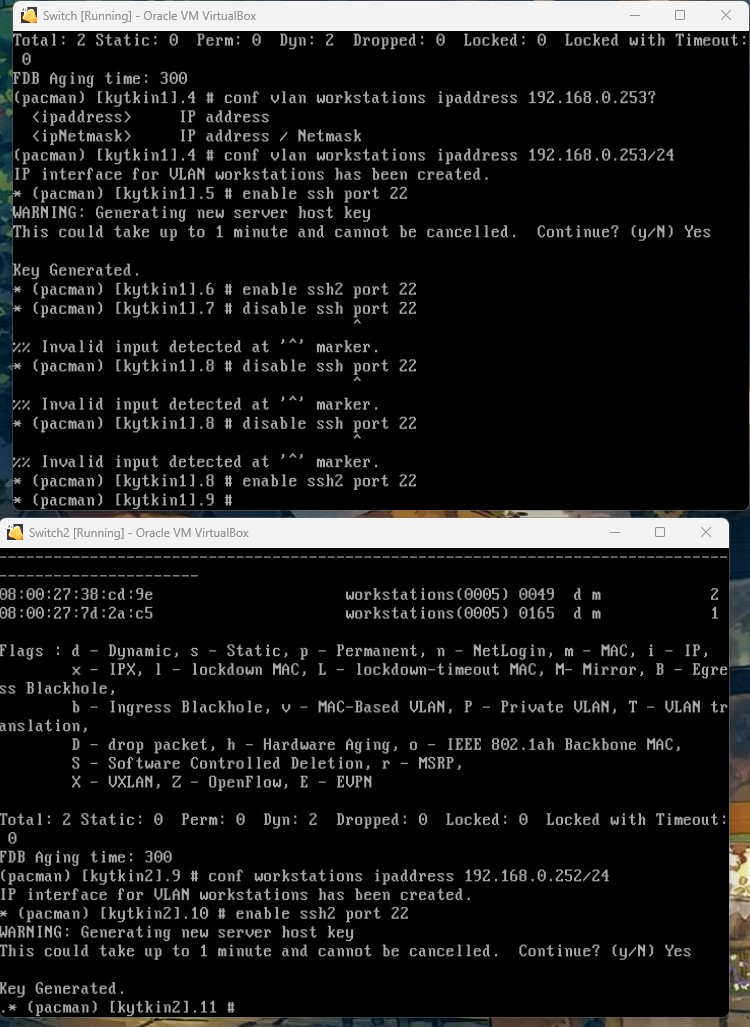 Switch [Running] - Oracle VM VirtualBox
Total: 2 Static: 0  Perm: 0  Dyn: 2  Dropped: 0  Locked: 0  Locked with Timeout:
 0
FDB Aging time: 300
(pacman) [kytkin1].4 # conf vlan workstations ipaddress 192.168.0.253?
  <ipaddress>     IP address
  <ipNetmask>     IP address / Netmask
(pacman) [kytkin1].4 # conf vlan workstations ipaddress 192.168.0.253/24
IP interface for VLAN workstations has been created.
* (pacman) [kytkin1].5 # enable ssh port 22
WARNING: Generating new server host key
This could take up to 1 minute and cannot be cancelled.  Continue? (y/N) Yes
Key Generated.
* (pacman) [kytkin1].6 # enable ssh2 port 22
* (pacman) [kytkin1].7 # disable ssh port 22
^
%% Invalid input detected at '^' marker.
* (pacman) [kytkin1].8 # disable ssh port 22
^
%% Invalid input detected at '^' marker.
* (pacman) [kytkin1].8 # disable ssh port 22
^
%% Invalid input detected at '^' marker.
* (pacman) [kytkin1].8 # enable ssh2 port 22
* (pacman) [kytkin1].9 #
Switch2 [Running] - Oracle VM VirtualBox
--------------------------------------------------------------------------------
----------------------
08:00:27:38:cd:9e                     workstations(0005) 0049  d m            2
08:00:27:7d:2a:c5                     workstations(0005) 0165  d m            1
Flags : d - Dynamic, s - Static, p - Permanent, n - NetLogin, m - MAC, i - IP,
        x - IPX, l - lockdown MAC, L - lockdown-timeout MAC, M- Mirror, B - Egre
ss Blackhole,
        b - Ingress Blackhole, v - MAC-Based VLAN, P - Private VLAN, T - VLAN tr
anslation,
        D - drop packet, h - Hardware Aging, o - IEEE 802.1ah Backbone MAC,
        S - Software Controlled Deletion, r - MSRP,
        X - VXLAN, Z - OpenFlow, E - EVPN
Total: 2 Static: 0  Perm: 0  Dyn: 2  Dropped: 0  Locked: 0  Locked with Timeout:
 0
FDB Aging time: 300
(pacman) [kytkin2].9 # conf workstations ipaddress 192.168.0.252/24
IP interface for VLAN workstations has been created.
* (pacman) [kytkin2].10 # enable ssh2 port 22
WARNING: Generating new server host key
This could take up to 1 minute and cannot be cancelled.  Continue? (y/N) Yes
Key Generated.
.* (pacman) [kytkin2].11 #